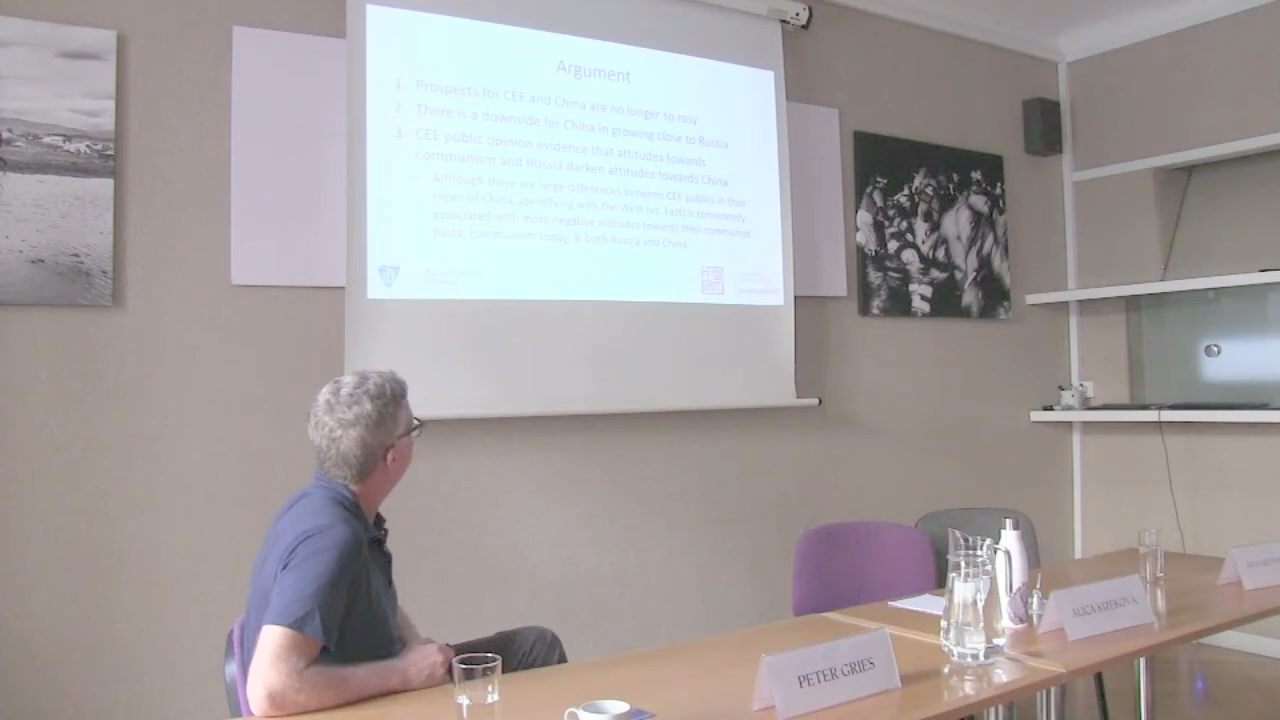 Argument
1. Prospects for CEE and China are no longer so rosy
2. There is a downside for China in growing close to Russia
3. CEE public opinion evidence that attitudes towards
communism and Russia darken attitudes towards China
– Although there are large differences between CEE publics in their
views of China, identifying with the West (vs. East) is consistently
associated with more negative attitudes towards their communist
pasts, communism today, & both Russia and China
PETER GRIES
ALICA KIZEKOVÁ